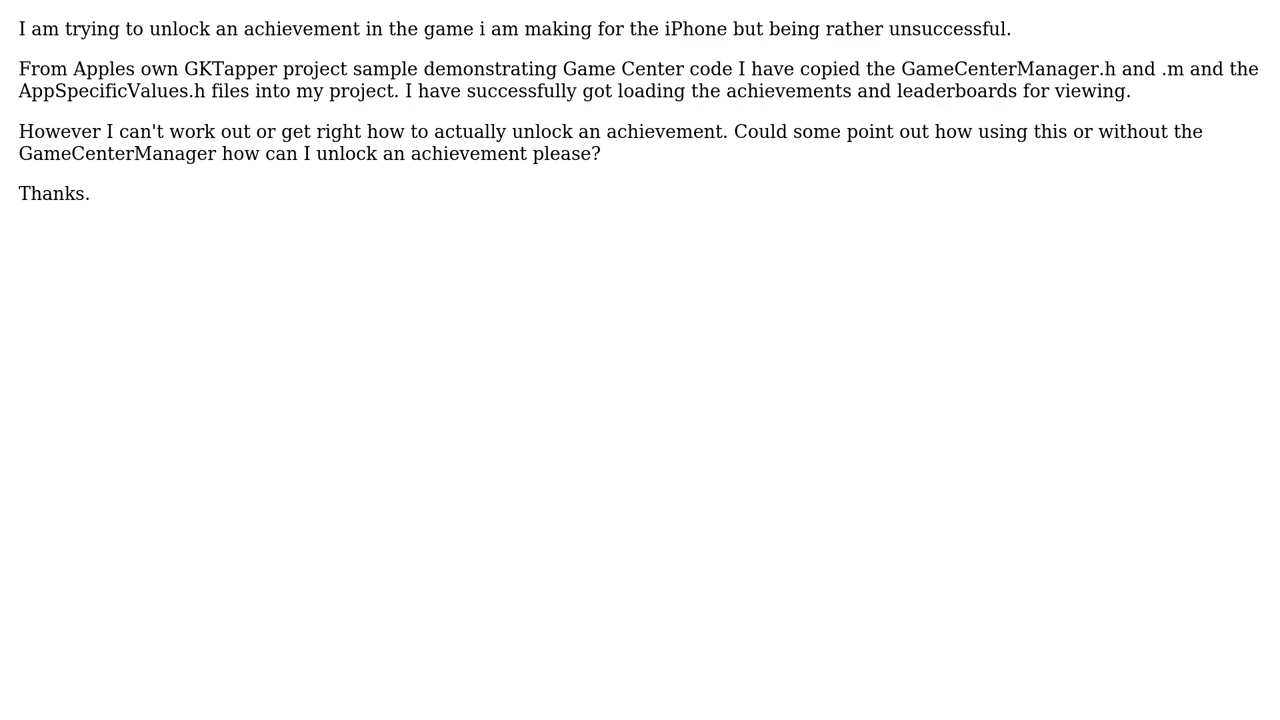 I am trying to unlock an achievement in the game i am making for the iPhone but being rather unsuccessful.
From Apples own GKTapper project sample demonstrating Game Center code I have copied the GameCenterManager.h and .m and the
AppSpecificValues.h files into my project. I have successfully got loading the achievements and leaderboards for viewing.
However I can't work out or get right how to actually unlock an achievement. Could some point out how using this or without the
GameCenterManager how can I unlock an achievement please?
Thanks.